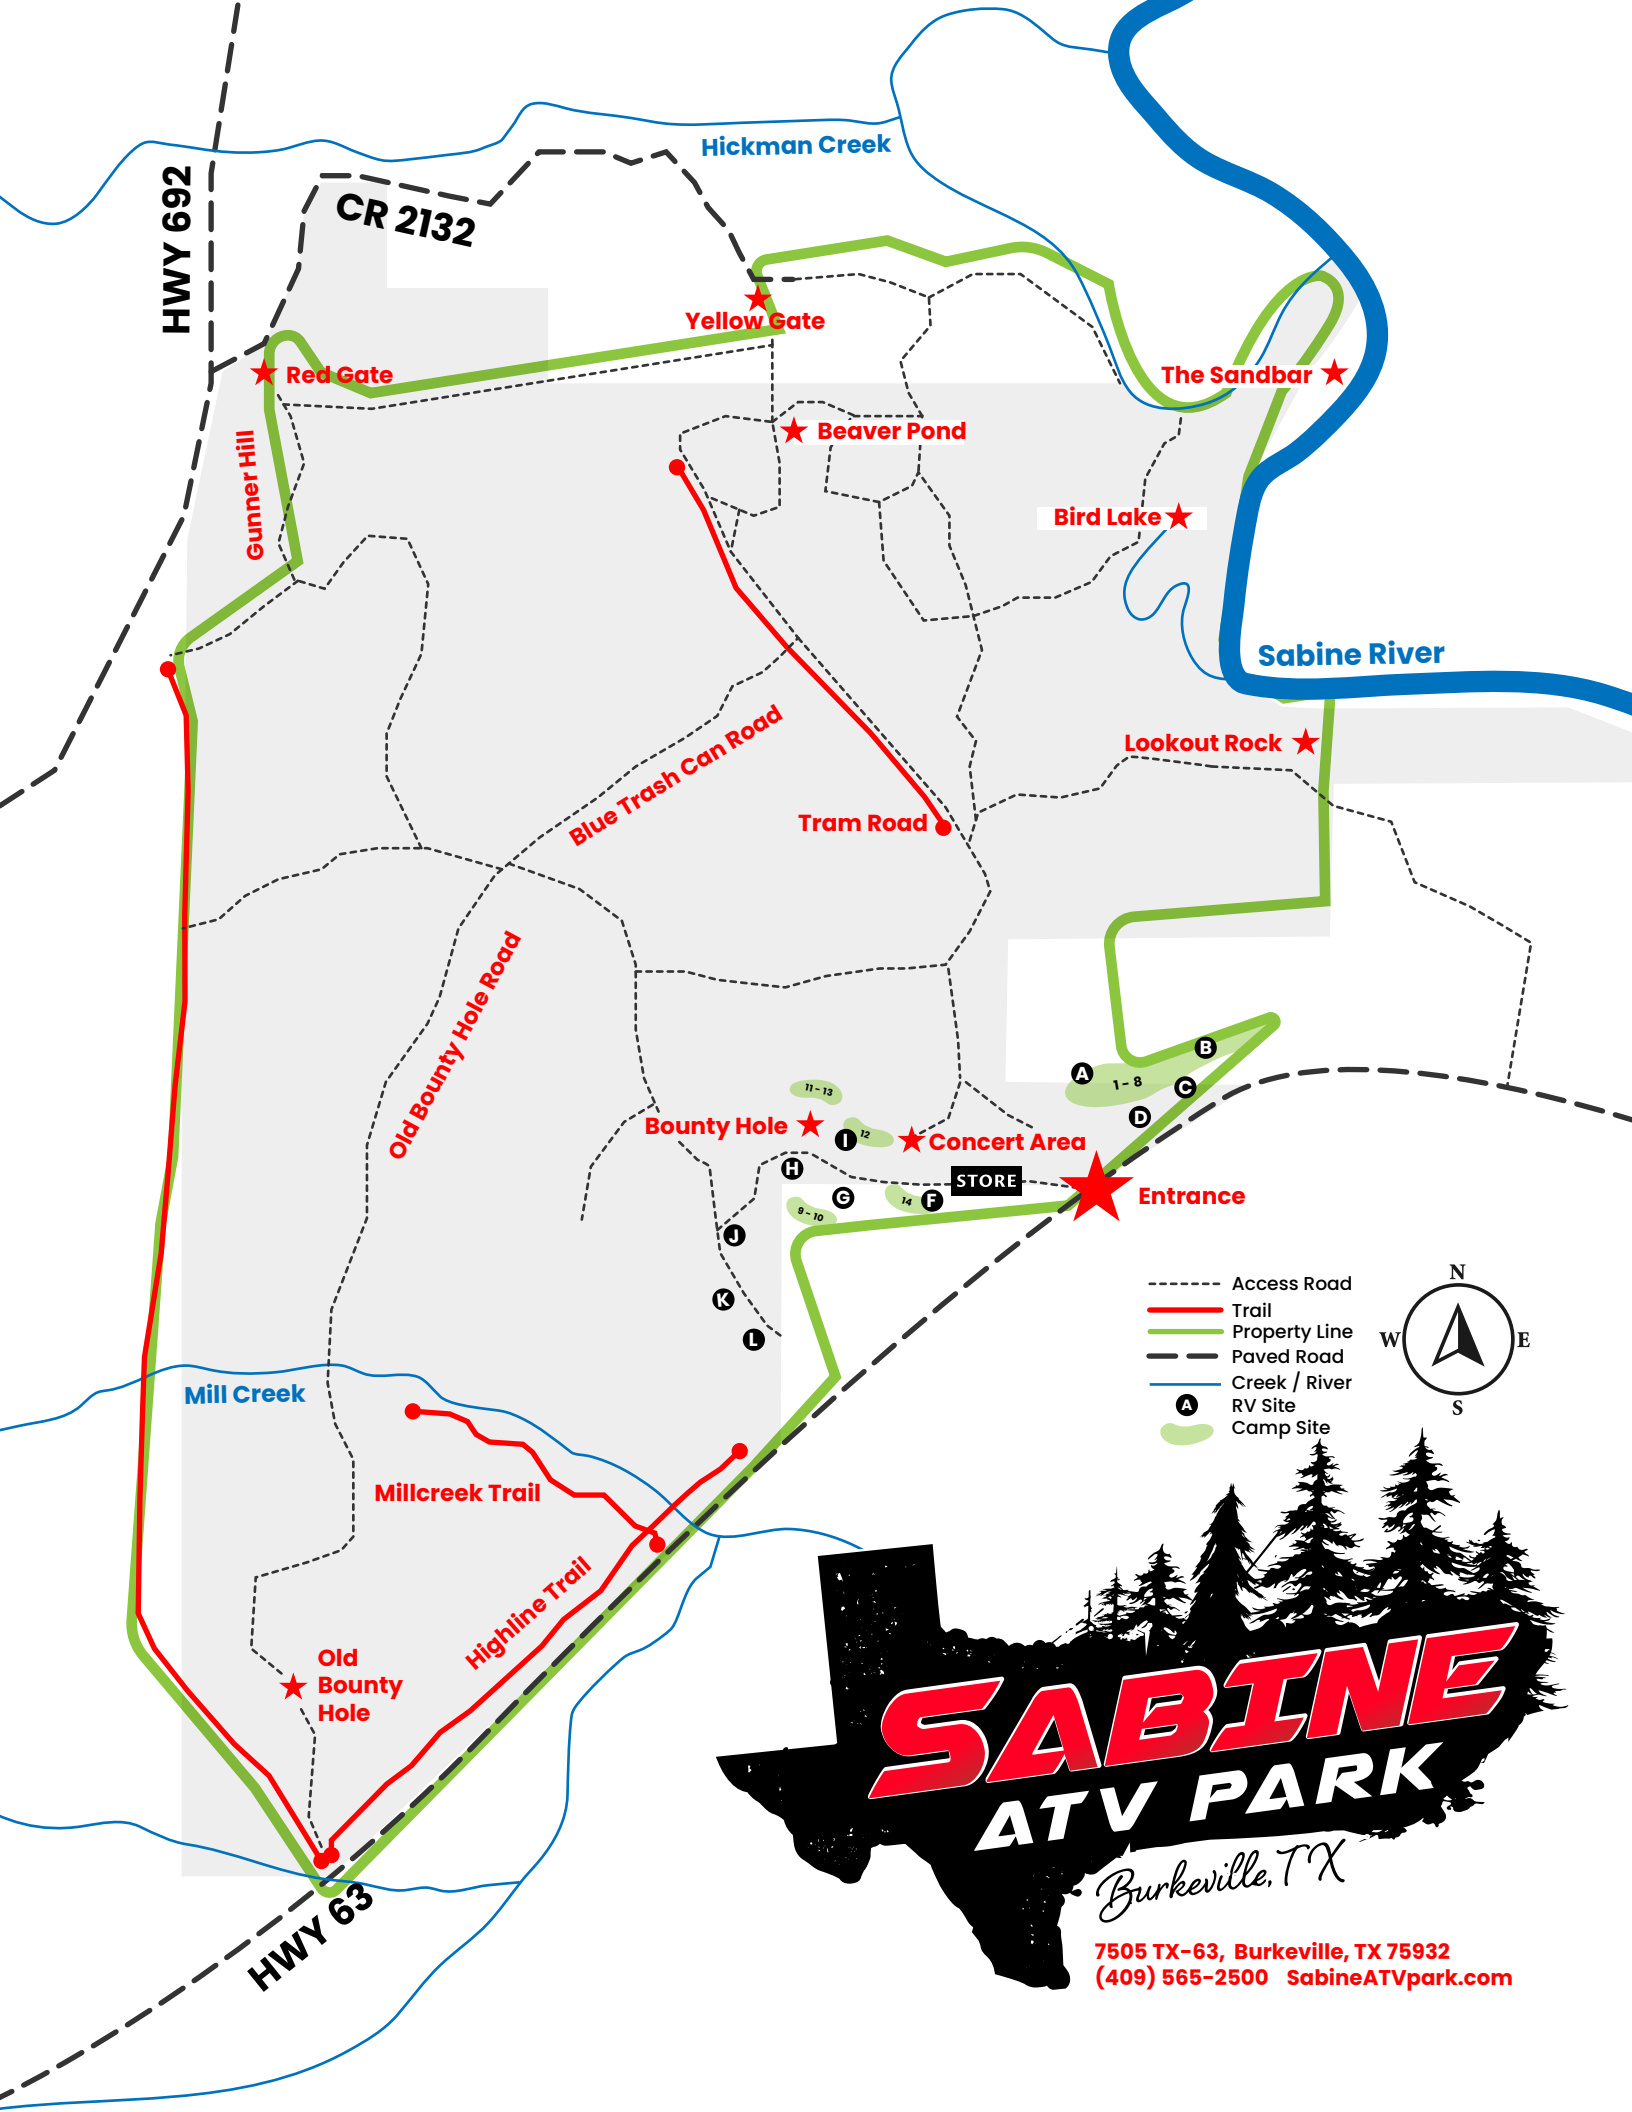 Hickman Creek
HWY 692
CR 2132
Yellow Gate
Red Gate
The Sandbar
Beaver Pond
Gunner Hill
Bird Lake
Sabine River
Lookout Rock
Blue Trash Can Road
Tram Road
Old Bounty Hole Road
B
A
1 - 8
C
11 - 13
D
Bounty Hole
I
12
Concert Area
H
STORE
Entrance
G
14
F
9 - 10
J
K
L
N
W
E
S
Access Road
Trail
Property Line
Paved Road
Creek / River
A
RV Site
Camp Site
Mill Creek
Millcreek Trail
Highline Trail
Old
Bounty
Hole
HWY 63
SABINE
ATV PARK
Burkeville, TX
7505 TX-63, Burkeville, TX 75932
(409) 565-2500 SabineATVpark.com